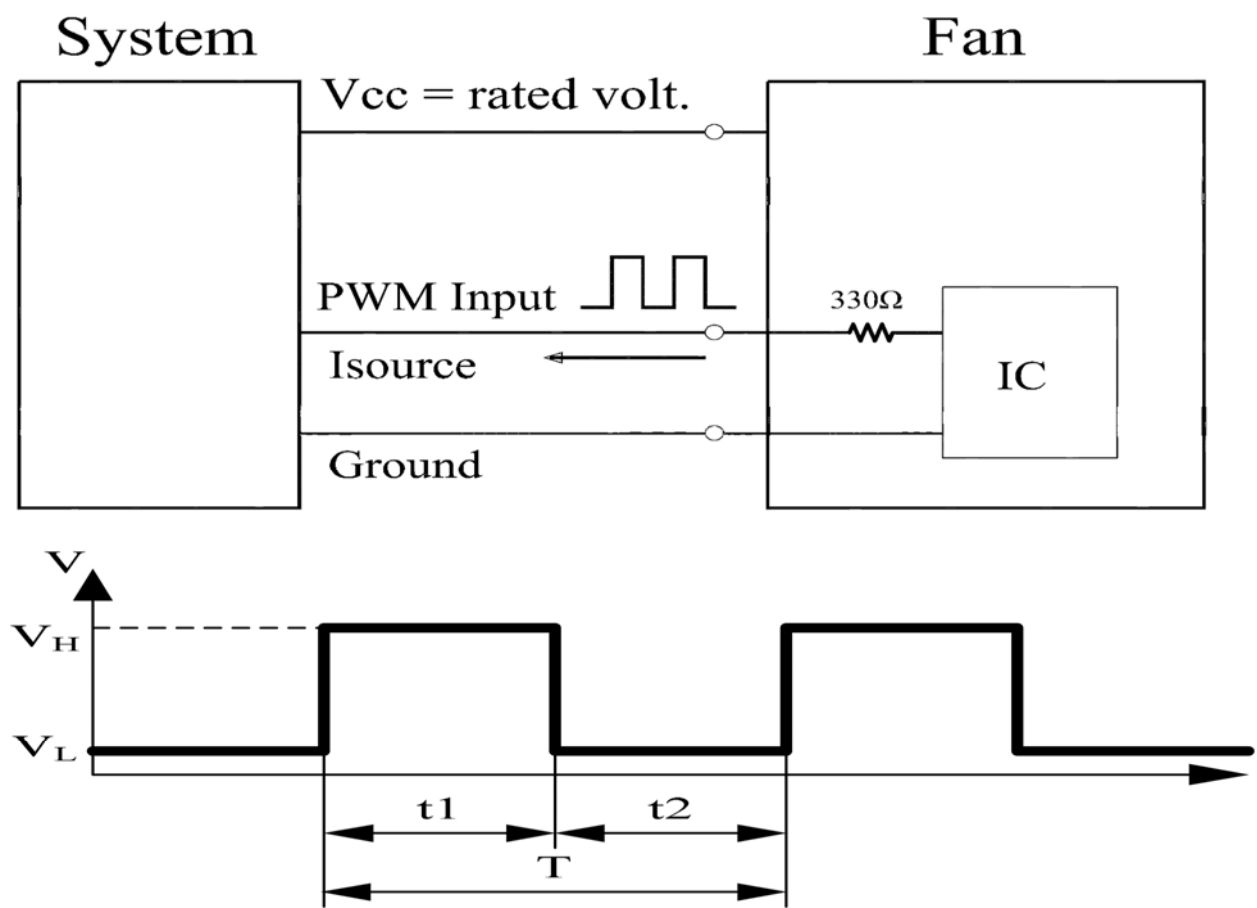 System
Fan
Vcc = rated volt.
PWM Input
330Ω
Isource
IC
Ground
V
VH
VL
t1
t2
T